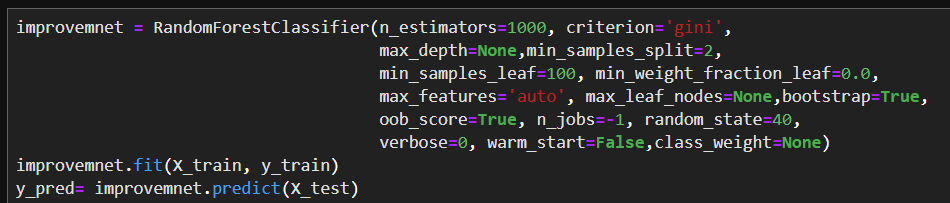 improvemnet = RandomForestClassifier(n_estimators=1000, criterion='gini',
max_depth=None,min_samples_split=2,
min_samples_leaf=100, min_weight_fraction_leaf=0.0,
max_features='auto', max_leaf_nodes=None,bootstrap=True,
oob_score=True, n_jobs=-1, random_state=40,
verbose=0, warm_start=False,class_weight=None)
improvemnet.fit(X_train, y_train)
y_pred= improvemnet.predict(X_test)